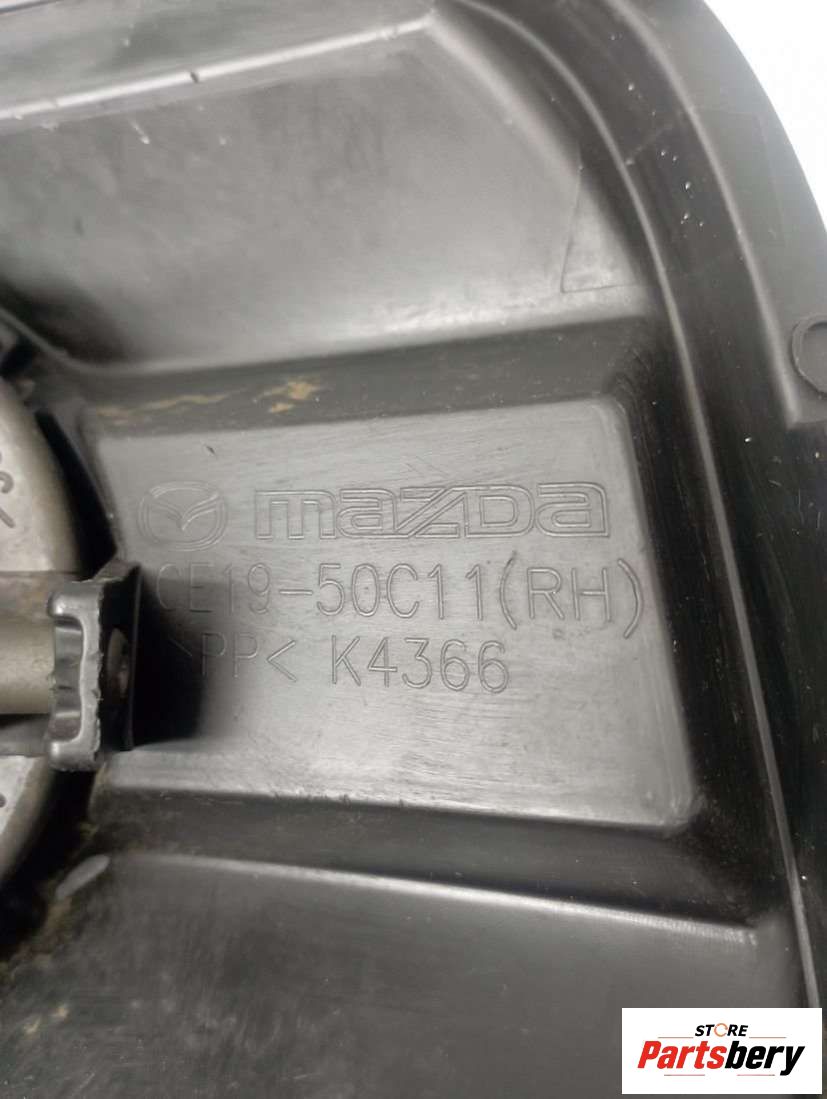 mazda
CE19-50C11(RH)
>PP< K4366
STORE
Partsbery